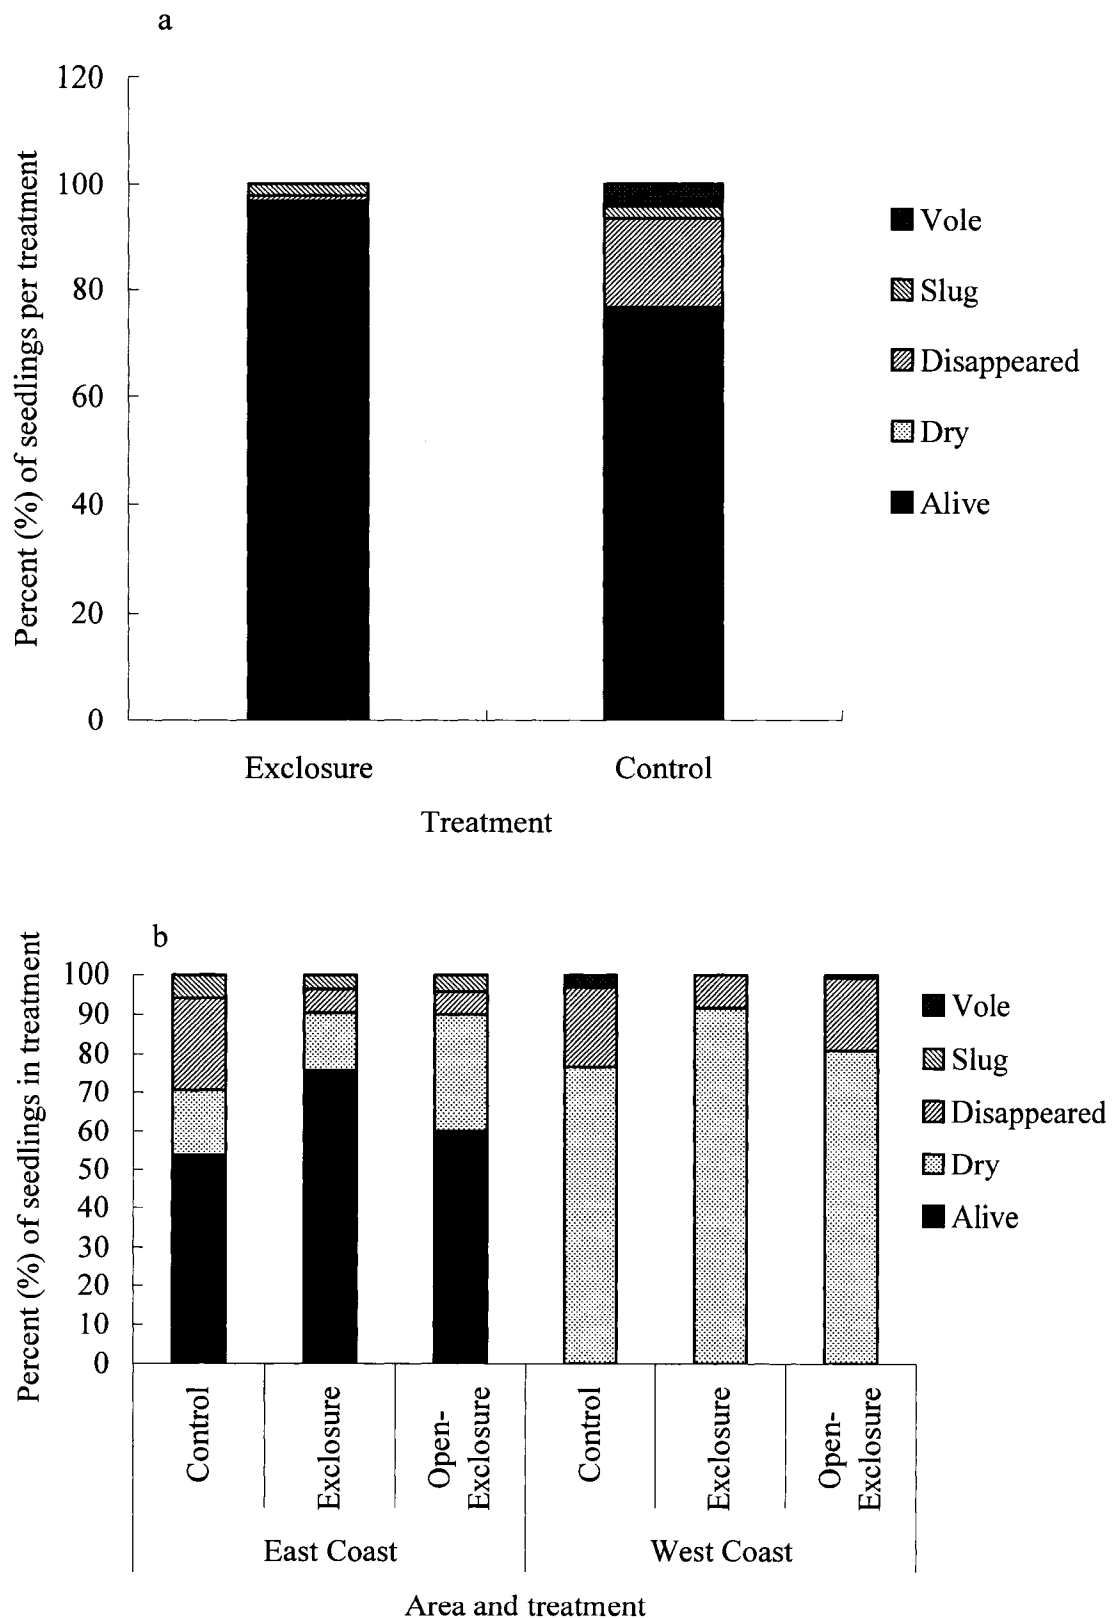 a
120
100
80
60
40
20
0
Percent (%) of seedlings per treatment
Exclosure
Control
Treatment
Vole
Slug
Disappeared
Dry
Alive
b
100
90
80
70
60
50
40
30
20
10
0
Percent (%) of seedlings in treatment
Control
Exclosure
Open-
Exclosure
Control
Exclosure
Open-
Exclosure
East Coast
West Coast
Area and treatment
Vole
Slug
Disappeared
Dry
Alive